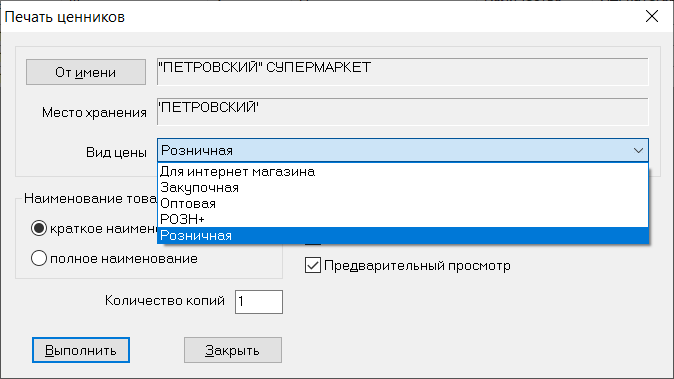 Печать ценников
От имени
"ПЕТРОВСКИЙ" СУПЕРМАРКЕТ
Место хранения
'ПЕТРОВСКИЙ'
Вид цены
Розничная
Для интернет магазина
Закупочная
Оптовая
РОЗН+
Розничная
Наименование това
краткое наимено
полное наименование
Предварительный просмотр
Количество копий
1
Выполнить
Закрыть